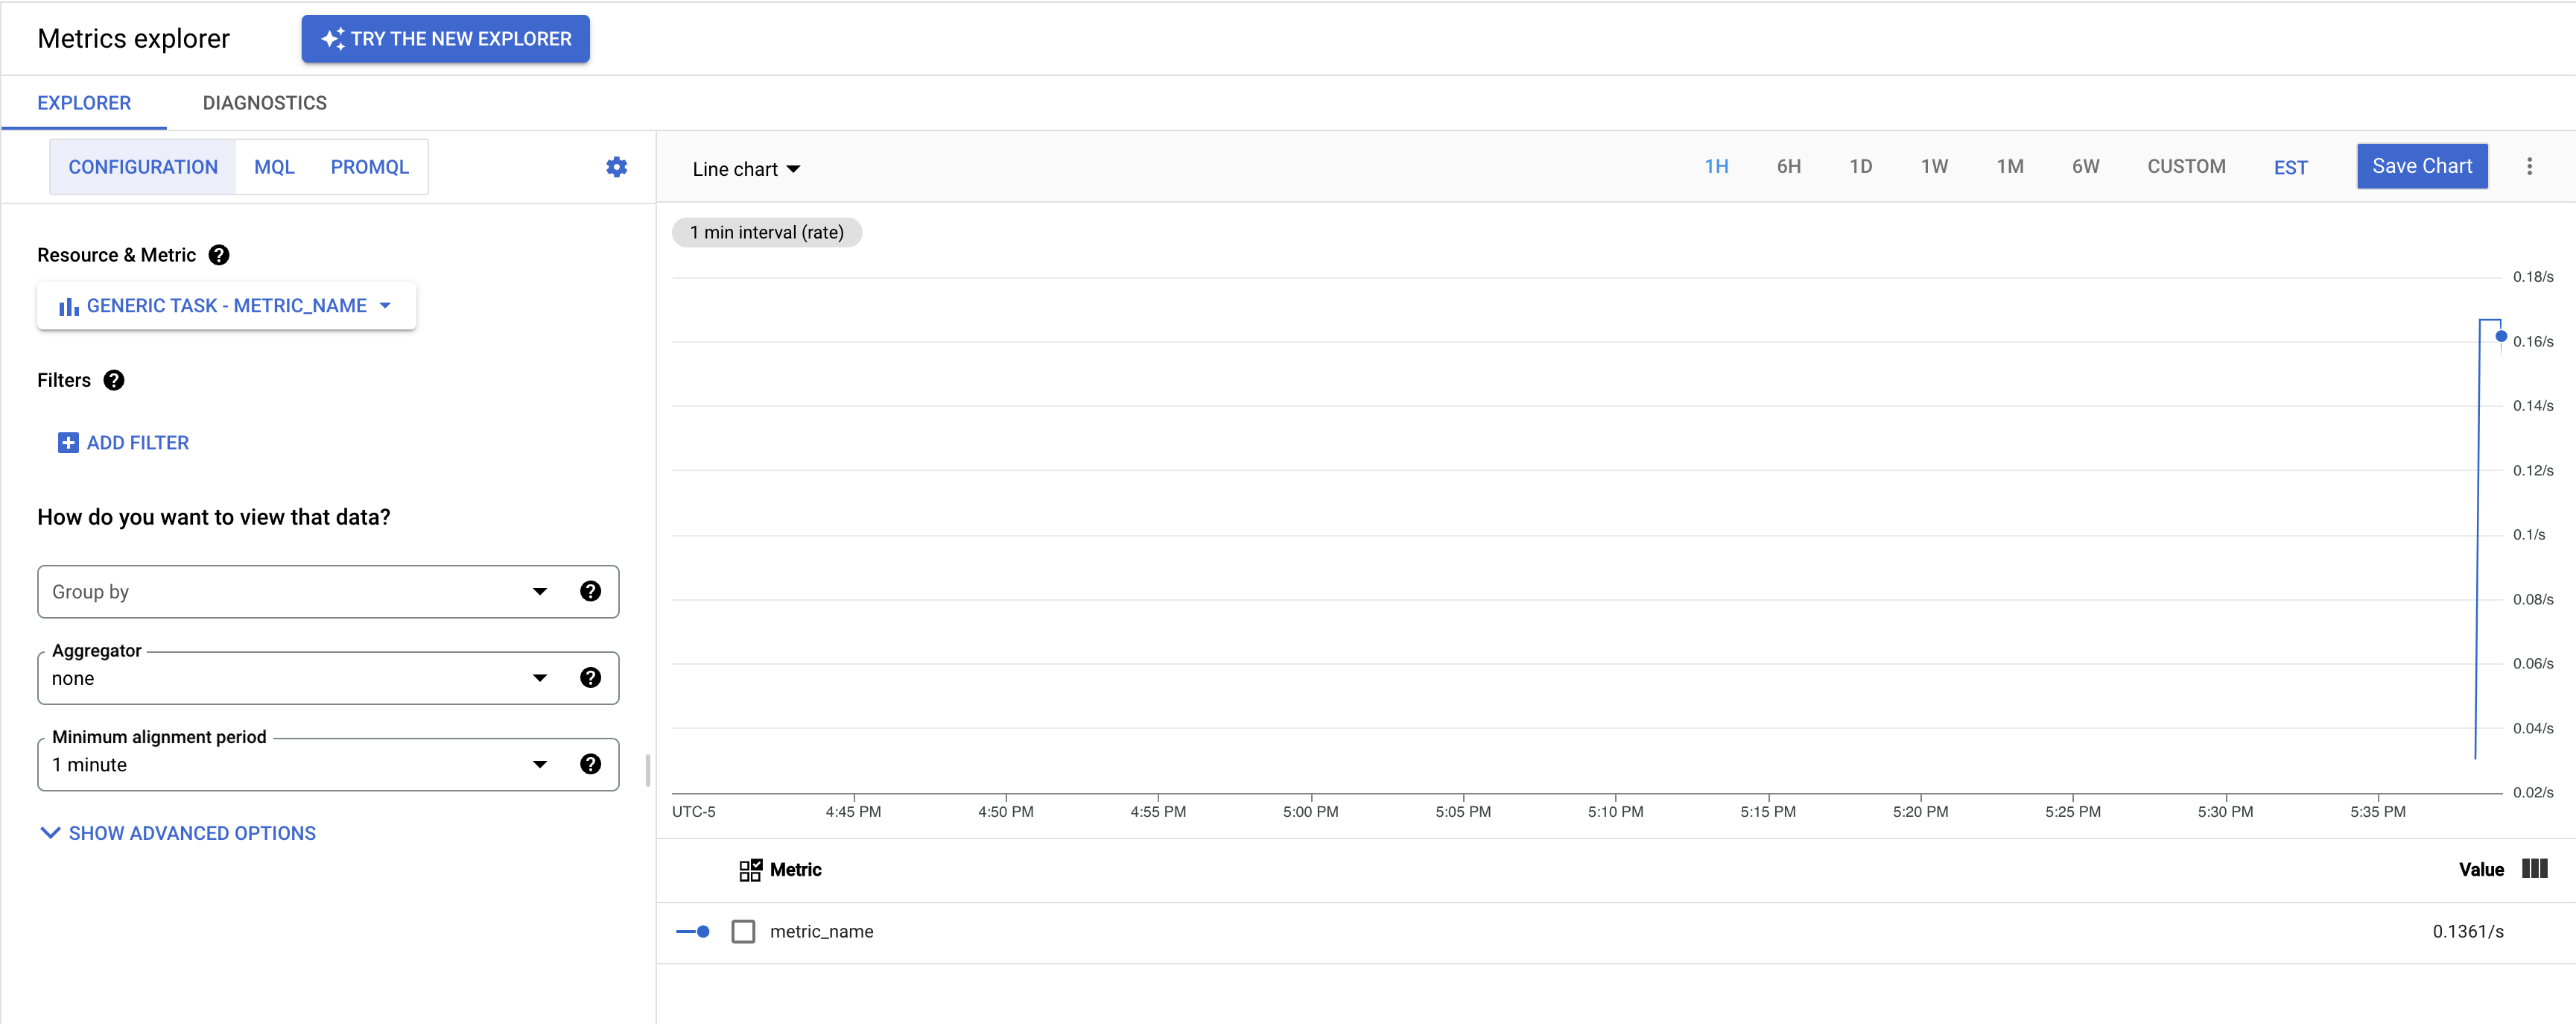 Metrics explorer
TRY THE NEW EXPLORER
EXPLORER
DIAGNOSTICS
CONFIGURATION
MQL
PROMQL
Line chart
1H
6H
1D
1W
1M
6W
CUSTOM
EST
Save Chart
Resource & Metric
GENERIC TASK - METRIC_NAME
Filters
ADD FILTER
How do you want to view that data?
Group by
Aggregator
none
Minimum alignment period
1 minute
SHOW ADVANCED OPTIONS
1 min interval (rate)
0.18/s
0.16/s
0.14/s
0.12/s
0.1/s
0.08/s
0.06/s
0.04/s
0.02/s
UTC-5
4:45 PM
4:50 PM
4:55 PM
5:00 PM
5:05 PM
5:10 PM
5:15 PM
5:20 PM
5:25 PM
5:30 PM
5:35 PM
Metric
Value
metric_name
0.1361/s